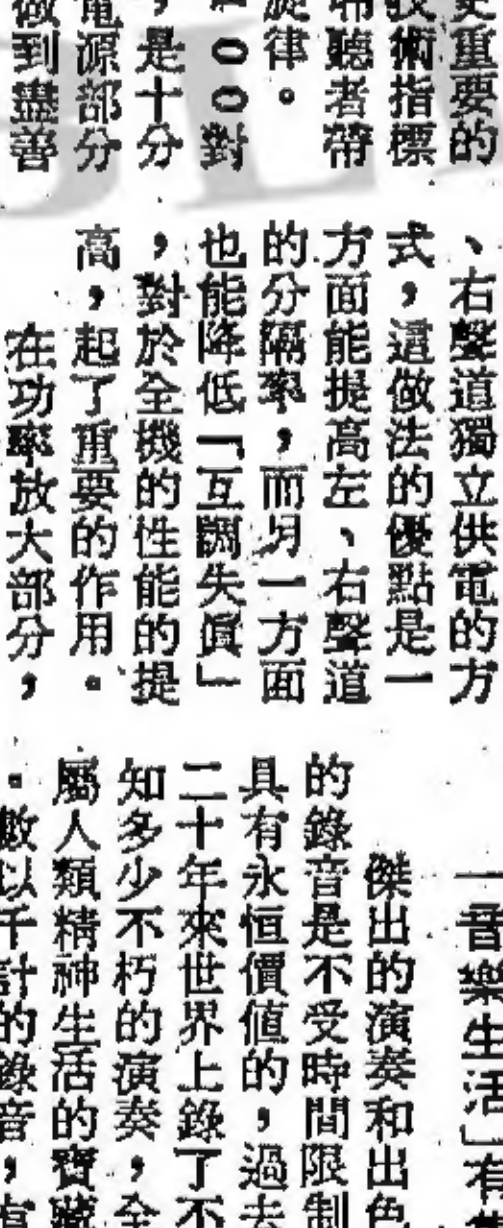 更重要的
技術指標
聽者帶
旋律。
００對
，是十分
電源部分
做到盡善
、右聲道獨立供電的方
式，這做法的優點是一
方面能提高左、右聲道
的分隔率，而另一方面
也能降低「互調失真」
，對於全機的性能的提
高，起了重要的作用。
在功率放大部分，
「音樂生活」有
傑出的演奏和出色
的錄音是不受時間限制
具有永恒價值的，過去
二十年來世界上錄了不
知多少不朽的演奏，全
屬人類精神生活的寶藏
。數以千計的錄音，有